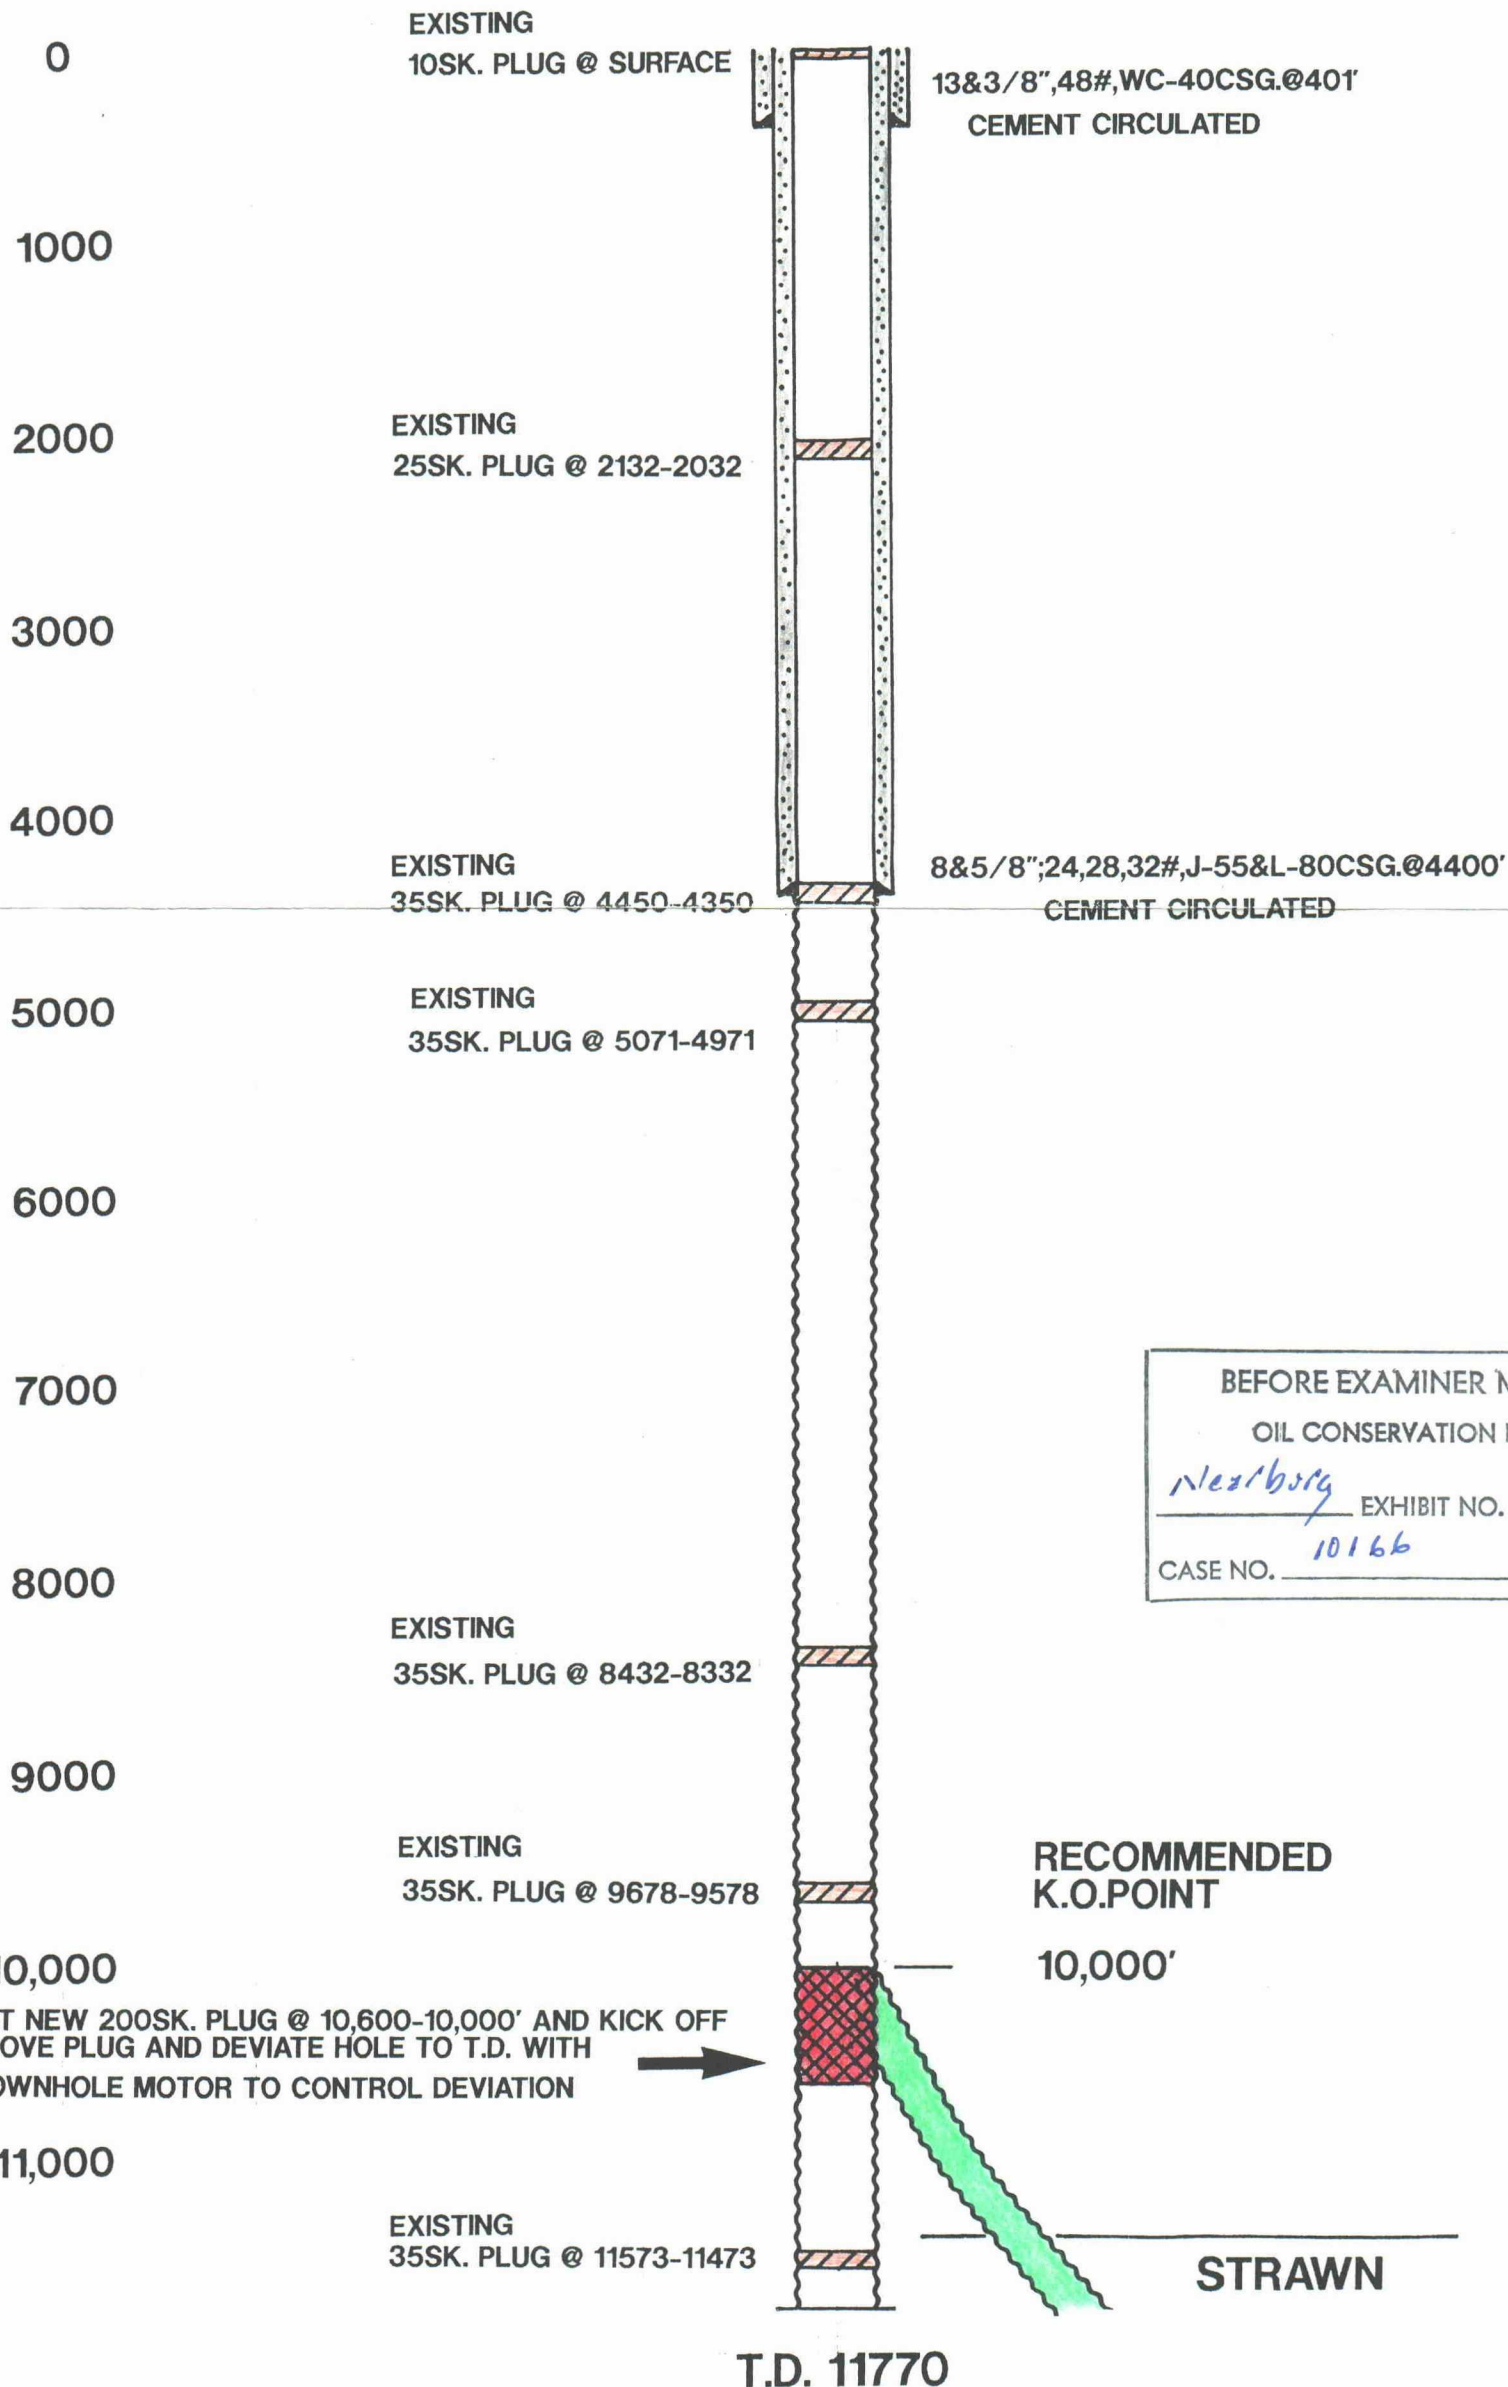 EXISTING
0
10SK. PLUG @ SURFACE
13&3/8",48#,WC-40CSG.@401'
CEMENT CIRCULATED
1000
2000
EXISTING
25SK. PLUG @ 2132-2032
3000
4000
EXISTING
35SK. PLUG @ 4450-4350
8&5/8";24,28,32#,J-55&L-80CSG.@4400'
CEMENT CIRCULATED
5000
EXISTING
35SK. PLUG @ 5071-4971
6000
7000
BEFORE EXAMINER
OIL CONSERVATION
Nearburg EXHIBIT NO.
CASE NO. 10166
8000
EXISTING
35SK. PLUG @ 8432-8332
9000
EXISTING
35SK. PLUG @ 9678-9578
RECOMMENDED
K.O.POINT
10,000'
0,000
T NEW 200SK. PLUG @ 10,600-10,000' AND KICK OFF
OVE PLUG AND DEVIATE HOLE TO T.D. WITH
OWNHOLE MOTOR TO CONTROL DEVIATION
11,000
EXISTING
35SK. PLUG @ 11573-11473
STRAWN
T.D. 11770